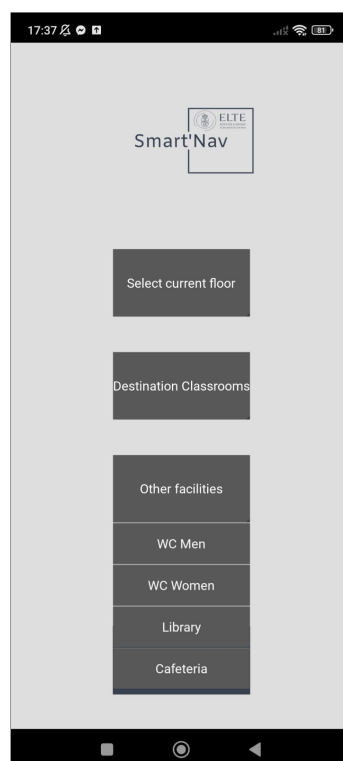 17:37
81
ELTE
Smart'Nav
Select current floor
Destination Classrooms
Other facilities
WC Men
WC Women
Library
Cafeteria